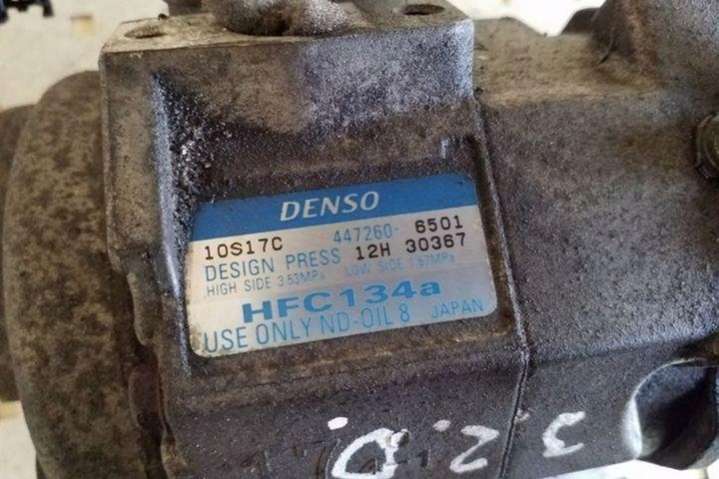 DENSO
10S17C 447260- 6501
DESIGN PRESS 12H 30367
HIGH SIDE 3.53MPa LOW SIDE 1.97MPa
HFC134a
USE ONLY ND-OIL 8 JAPAN